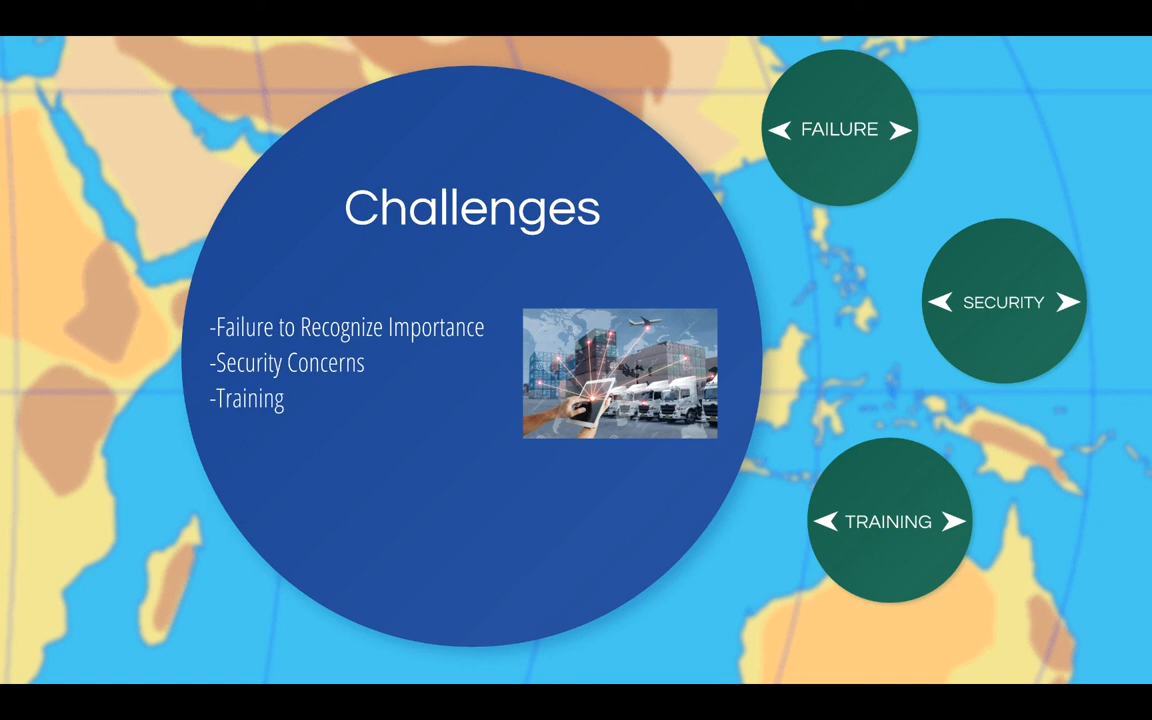 Challenges
-Failure to Recognize Importance
-Security Concerns
-Training
FAILURE
SECURITY
TRAINING